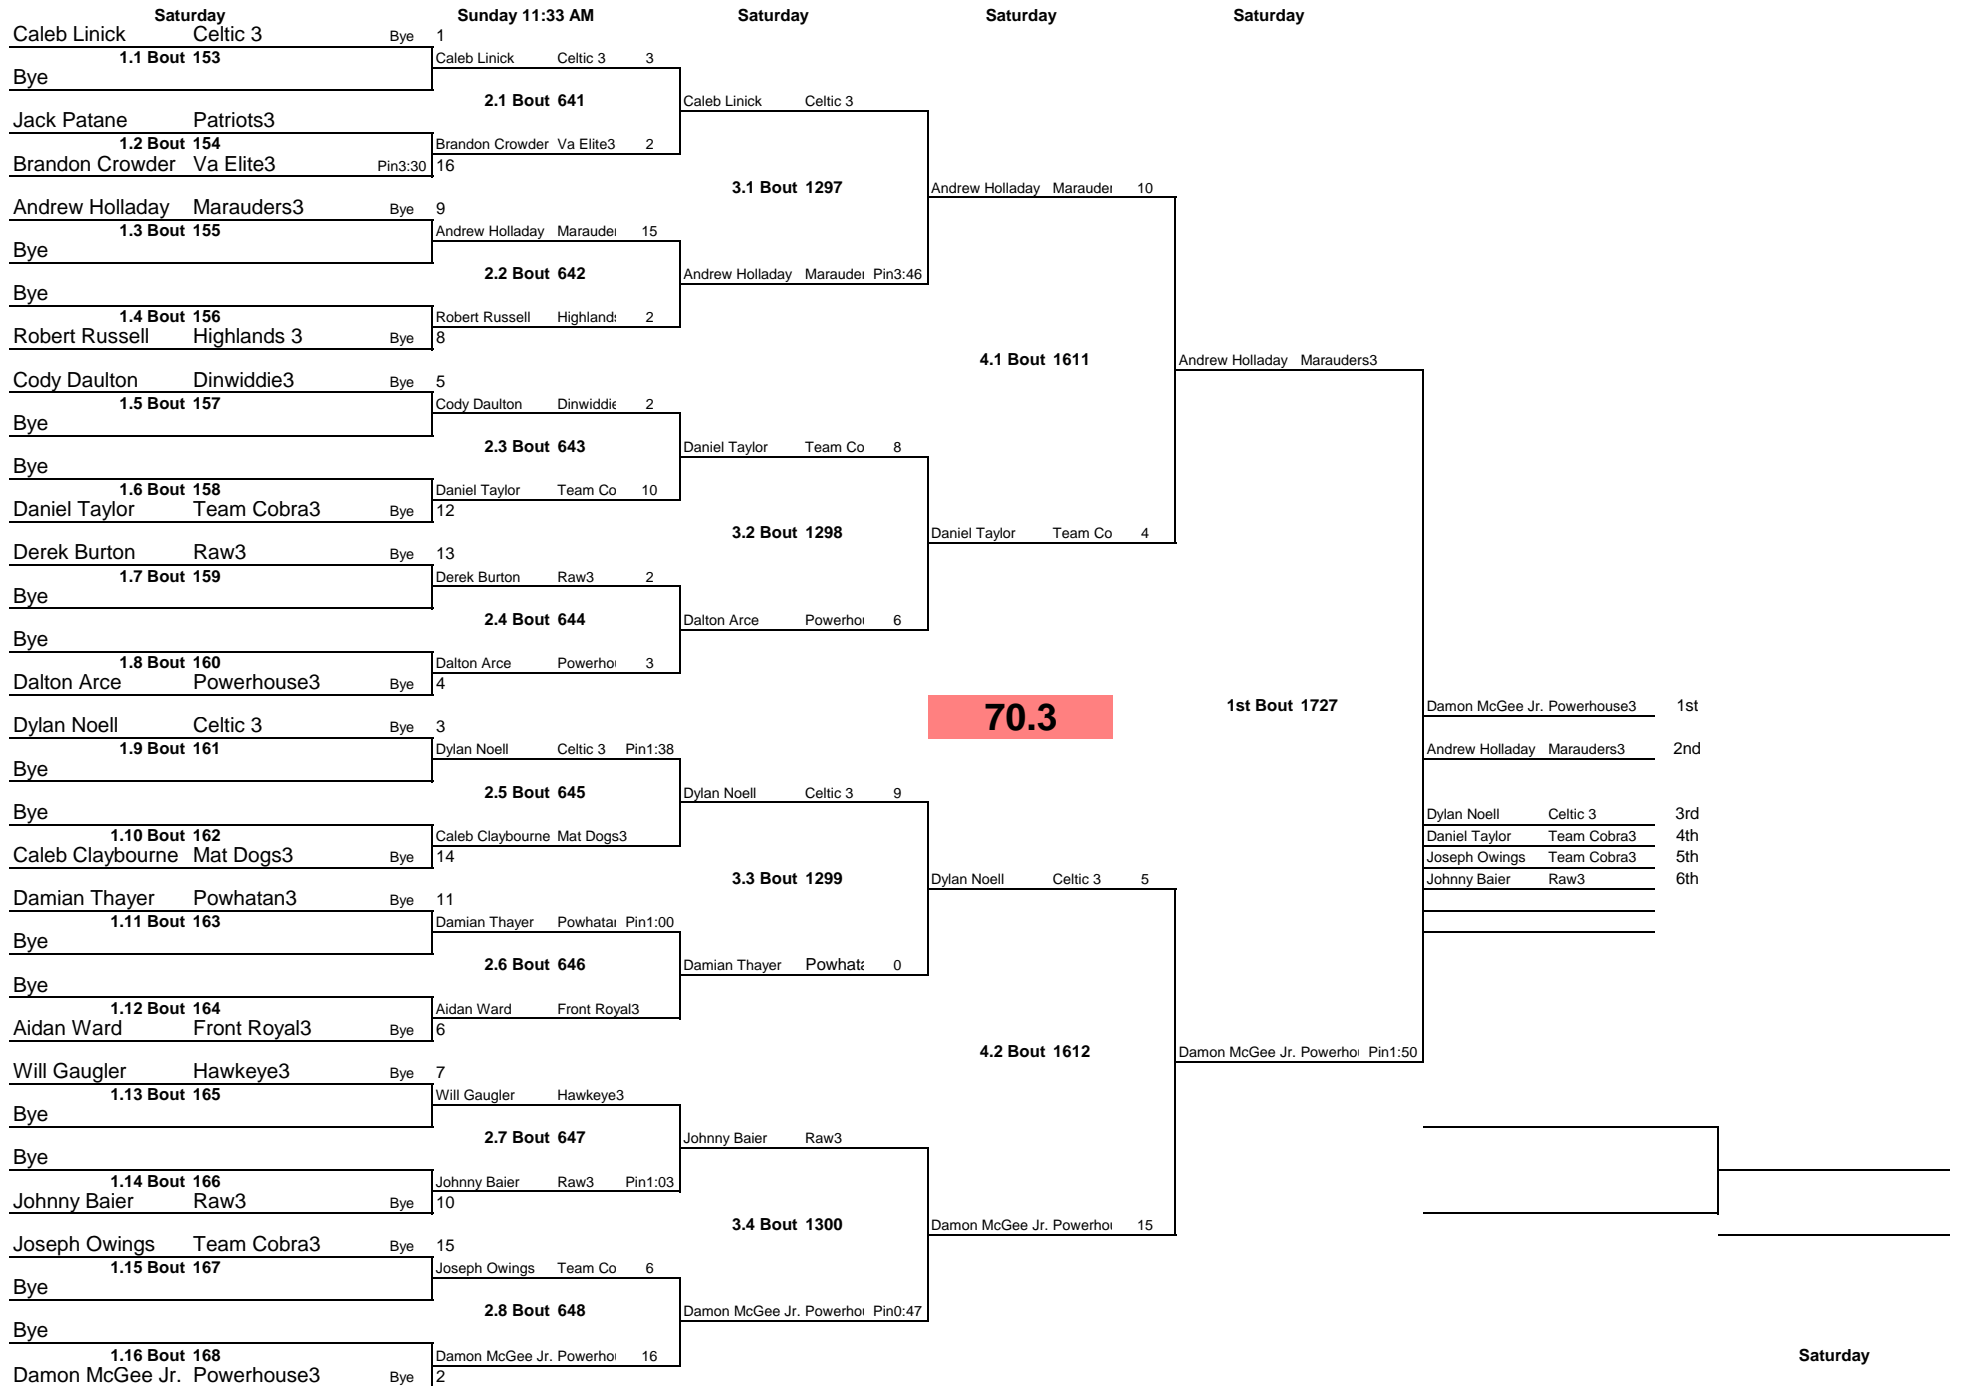 Saturday Sunday 11:33 AM Saturday Saturday Saturday
Caleb Linick Celtic 3 Bye 1
1.1 Bout 153 Caleb Linick Celtic 3 3
Bye
2.1 Bout 641 Caleb Linick Celtic 3
Jack Patane Patriots3
1.2 Bout 154 Brandon Crowder Va Elite3 2
Brandon Crowder Va Elite3 Pin3:30 16
3.1 Bout 1297 Andrew Holladay Marauder 10
Andrew Holladay Marauders3 Bye 9
1.3 Bout 155 Andrew Holladay Marauder 15
Bye
2.2 Bout 642 Andrew Holladay Marauder Pin3:46
Bye
1.4 Bout 156 Robert Russell Highlands 2
Robert Russell Highlands 3 Bye 8
4.1 Bout 1611 Andrew Holladay Marauders3
Cody Daulton Dinwiddie3 Bye 5
1.5 Bout 157 Cody Daulton Dinwiddie 2
Bye
2.3 Bout 643 Daniel Taylor Team Co 8
Bye
1.6 Bout 158 Daniel Taylor Team Co 10
Daniel Taylor Team Cobra3 Bye 12
3.2 Bout 1298 Daniel Taylor Team Co 4
Derek Burton Raw3 Bye 13
1.7 Bout 159 Derek Burton Raw3 2
Bye
2.4 Bout 644 Dalton Arce Powerhou 6
Bye
1.8 Bout 160 Dalton Arce Powerhou 3
Dalton Arce Powerhouse3 Bye 4
70.3 1st Bout 1727 Damon McGee Jr. Powerhouse3 1st
Dylan Noell Celtic 3 Bye 3
1.9 Bout 161 Dylan Noell Celtic 3 Pin1:38 Andrew Holladay Marauders3 2nd
Bye
2.5 Bout 645 Dylan Noell Celtic 3 9
Bye Dylan Noell Celtic 3 3rd
1.10 Bout 162 Caleb Claybourne Mat Dogs3 Daniel Taylor Team Cobra3 4th
Caleb Claybourne Mat Dogs3 Bye 14 Joseph Owings Team Cobra3 5th
3.3 Bout 1299 Dylan Noell Celtic 3 5 Johnny Baier Raw3 6th
Damian Thayer Powhatan3 Bye 11
1.11 Bout 163 Damian Thayer Powhatan Pin1:00
Bye
2.6 Bout 646 Damian Thayer Powhata 0
Bye
1.12 Bout 164 Aidan Ward Front Royal3
Aidan Ward Front Royal3 Bye 6
4.2 Bout 1612 Damon McGee Jr. Powerhou Pin1:50
Will Gaugler Hawkeye3 Bye 7
1.13 Bout 165 Will Gaugler Hawkeye3
Bye
2.7 Bout 647 Johnny Baier Raw3
Bye
1.14 Bout 166 Johnny Baier Raw3 Pin1:03
Johnny Baier Raw3 Bye 10
3.4 Bout 1300 Damon McGee Jr. Powerhou 15
Joseph Owings Team Cobra3 Bye 15
1.15 Bout 167 Joseph Owings Team Co 6
Bye
2.8 Bout 648 Damon McGee Jr. Powerhou Pin0:47
Bye
1.16 Bout 168 Damon McGee Jr. Powerhou 16 Saturday
Damon McGee Jr. Powerhouse3 Bye 2